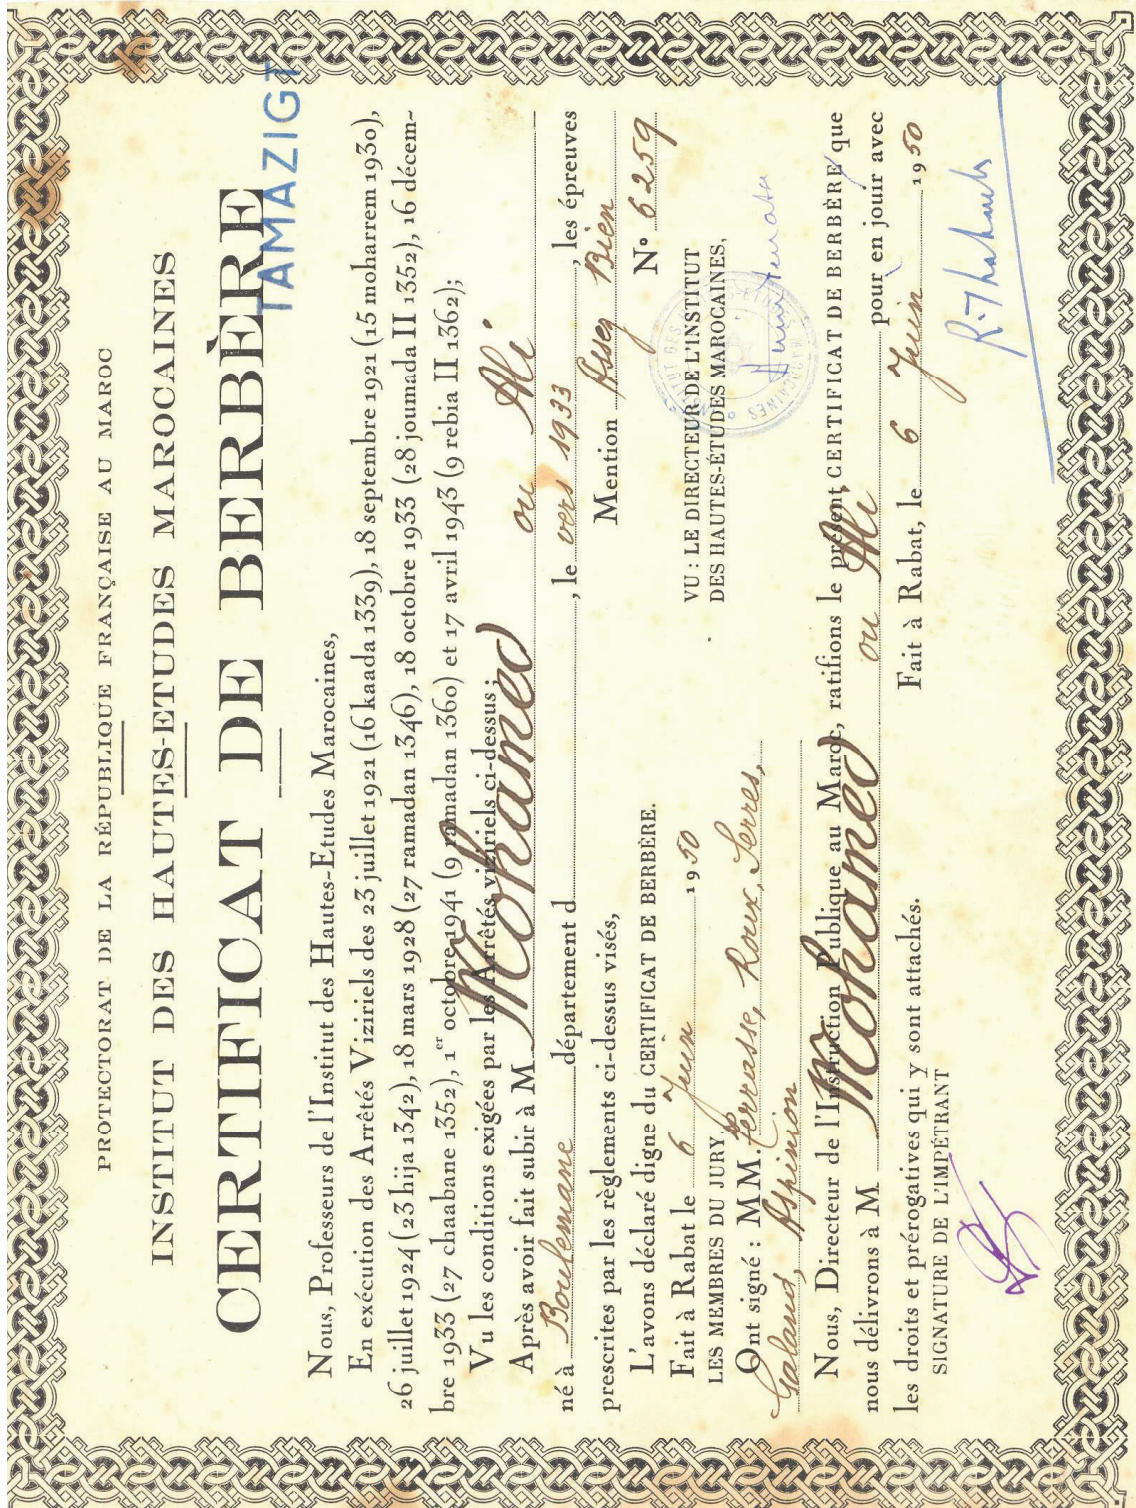 PROTECTORAT DE LA RÉPUBLIQUE FRANÇAISE AU MAROC
INSTITUT DES HAUTES-ETUDES MAROCAINES
CERTIFICAT DE BERBÈRE
TAMAZIGT
Nous, Professeurs de l'Institut des Hautes-Etudes Marocaines,
En exécution des Arrêtés Viziriels des 23 juillet 1921 (16 kaada 1339), 18 septembre 1921 (15 moharrem 1930),
26 juillet 1924 (23 hija 1342), 18 mars 1928 (27 ramadan 1346), 18 octobre 1933 (28 joumada II 1352), 16 décem-
bre 1933 (27 chaabane 1352), 1er octobre 1941 (9 ramadan 1360) et 17 avril 1943 (9 rebia II 1362);
Vu les conditions exigées par les Arrêtés viziriels ci-dessus;
Après avoir fait subir à M Mohamed ou Ali
né à Boulemane département d , le vers 1933 , les épreuves
prescrites par les règlements ci-dessus visés, Mention Assez Bien
L'avons déclaré digne du CERTIFICAT DE BERBÈRE. N° 6259
Fait à Rabat le 6 Juin 1950
VU : LE DIRECTEUR DE L'INSTITUT
DES HAUTES-ÉTUDES MAROCAINES,
LES MEMBRES DU JURY
Ont signé : MM. Terrasse, Roux, Serres,
Galand, Aspinion
Nous, Directeur de l'Instruction Publique au Maroc, ratifions le présent CERTIFICAT DE BERBÈRE que
nous délivrons à M Mohamed ou Ali pour en jouir avec
les droits et prérogatives qui y sont attachés. Fait à Rabat, le 6 Juin 1950
SIGNATURE DE L'IMPÉTRANT